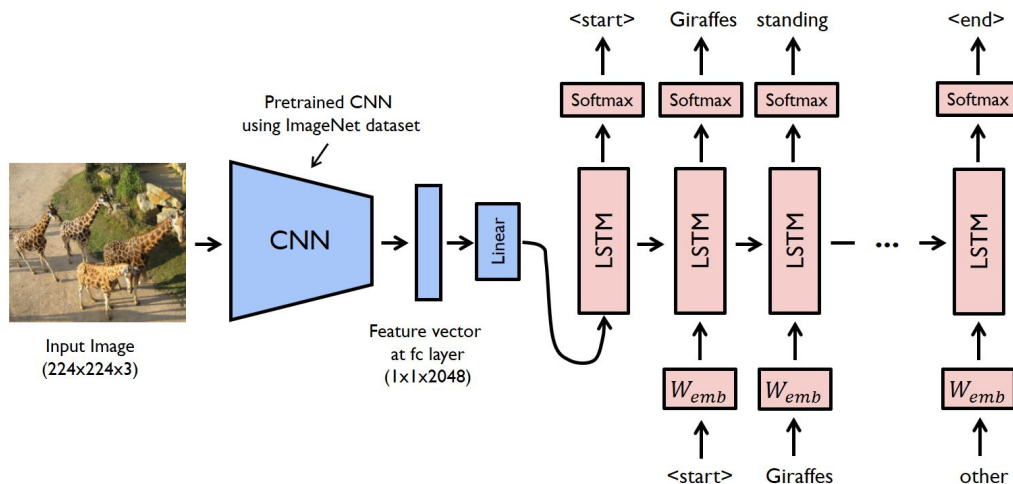 <start>
Giraffes
standing
<end>
Softmax
Softmax
Softmax
Softmax
Pretrained CNN
using ImageNet dataset
CNN
Linear
LSTM
LSTM
LSTM
...
LSTM
Input Image
(224x224x3)
Feature vector
at fc layer
(1x1x2048)
W_emb
W_emb
W_emb
<start>
Giraffes
other